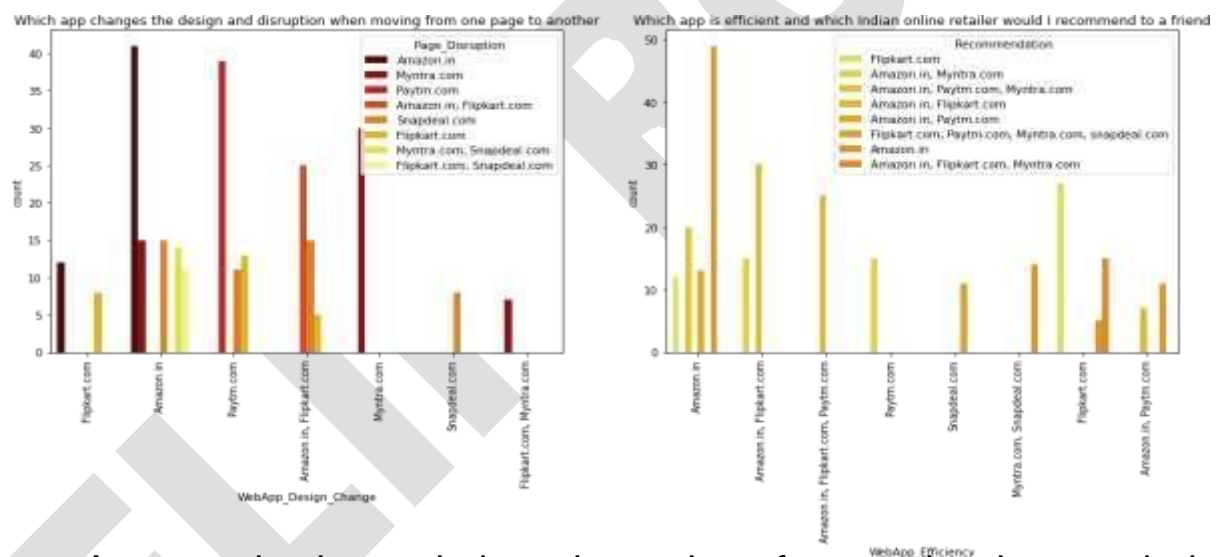 Which app changes the design and disruption when moving from one page to another
Page_Disruption
Amazon.in
Myntra.com
Paytm.com
Amazon.in, Flipkart.com
Snapdeal.com
Flipkart.com
Myntra.com, Snapdeal.com
Flipkart.com, Snapdeal.com
count
40
35
30
25
20
15
10
5
0
Flipkart.com
Amazon.in
Paytm.com
Amazon.in, Flipkart.com
Myntra.com
Snapdeal.com
Flipkart.com, Myntra.com
WebApp_Design_Change
Which app is efficient and which Indian online retailer would I recommend to a friend
Recommendation
Flipkart.com
Amazon.in, Myntra.com
Amazon.in, Paytm.com, Myntra.com
Amazon.in, Flipkart.com
Amazon.in, Paytm.com
Flipkart.com, Paytm.com, Myntra.com, snapdeal.com
Amazon.in
Amazon.in, Flipkart.com, Myntra.com
count
50
40
30
20
10
0
Amazon.in
Amazon.in, Flipkart.com
Amazon.in, Flipkart.com, Paytm.com
Paytm.com
Snapdeal.com
Myntra.com, Snapdeal.com
Flipkart.com
Amazon.in, Paytm.com
WebApp_Efficiency